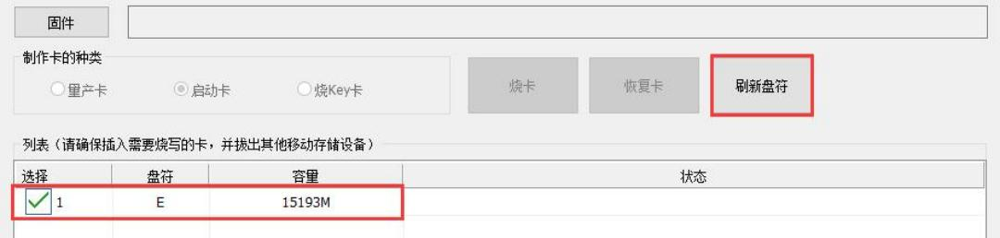 固件
制作卡的种类
量产卡 启动卡 烧Key卡 烧卡 恢复卡 刷新盘符
列表（请确保插入需要烧写的卡，并拔出其他移动存储设备）
选择 盘符 容量 状态
1 E 15193M